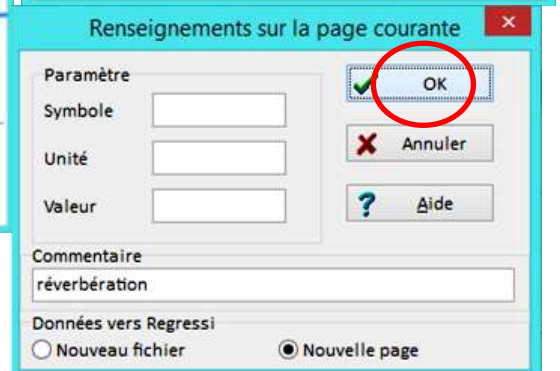 Renseignements sur la page courante
Paramètre
Symbole
Unité
Valeur
OK
Annuler
Aide
Commentaire
réverbération
Données vers Regressi
Nouveau fichier
Nouvelle page